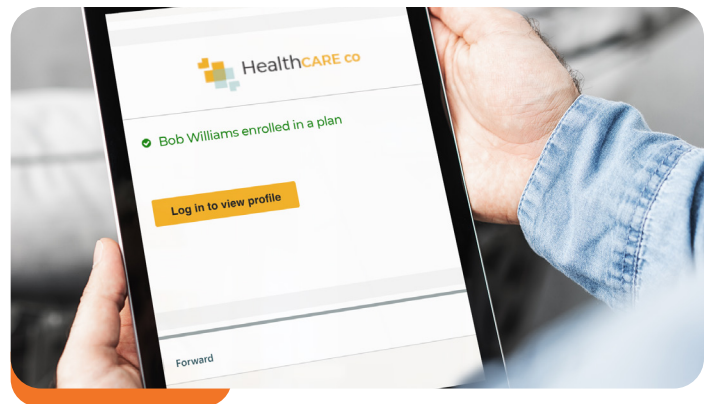 HealthCARE co
Bob Williams enrolled in a plan
Log in to view profile
Forward